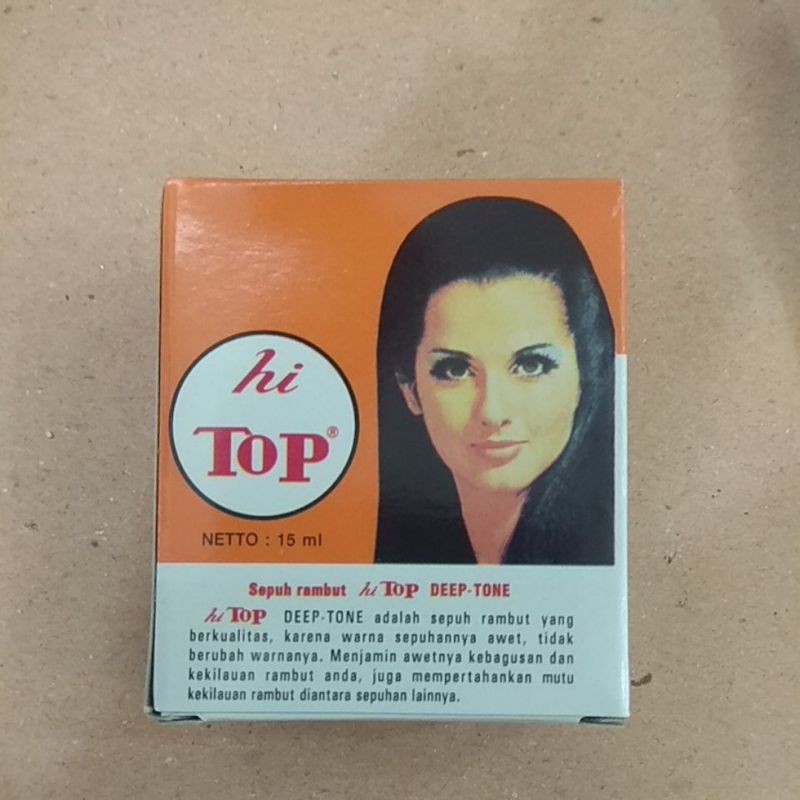 hi
TOP®
NETTO : 15 ml
Sepuh rambut hi TOP DEEP-TONE
hi TOP DEEP-TONE adalah sepuh rambut yang
berkualitas, karena warna sepuhannya awet, tidak
berubah warnanya. Menjamin awetnya kebagusan dan
kekilauan rambut anda, juga mempertahankan mutu
kekilauan rambut diantara sepuhan lainnya.